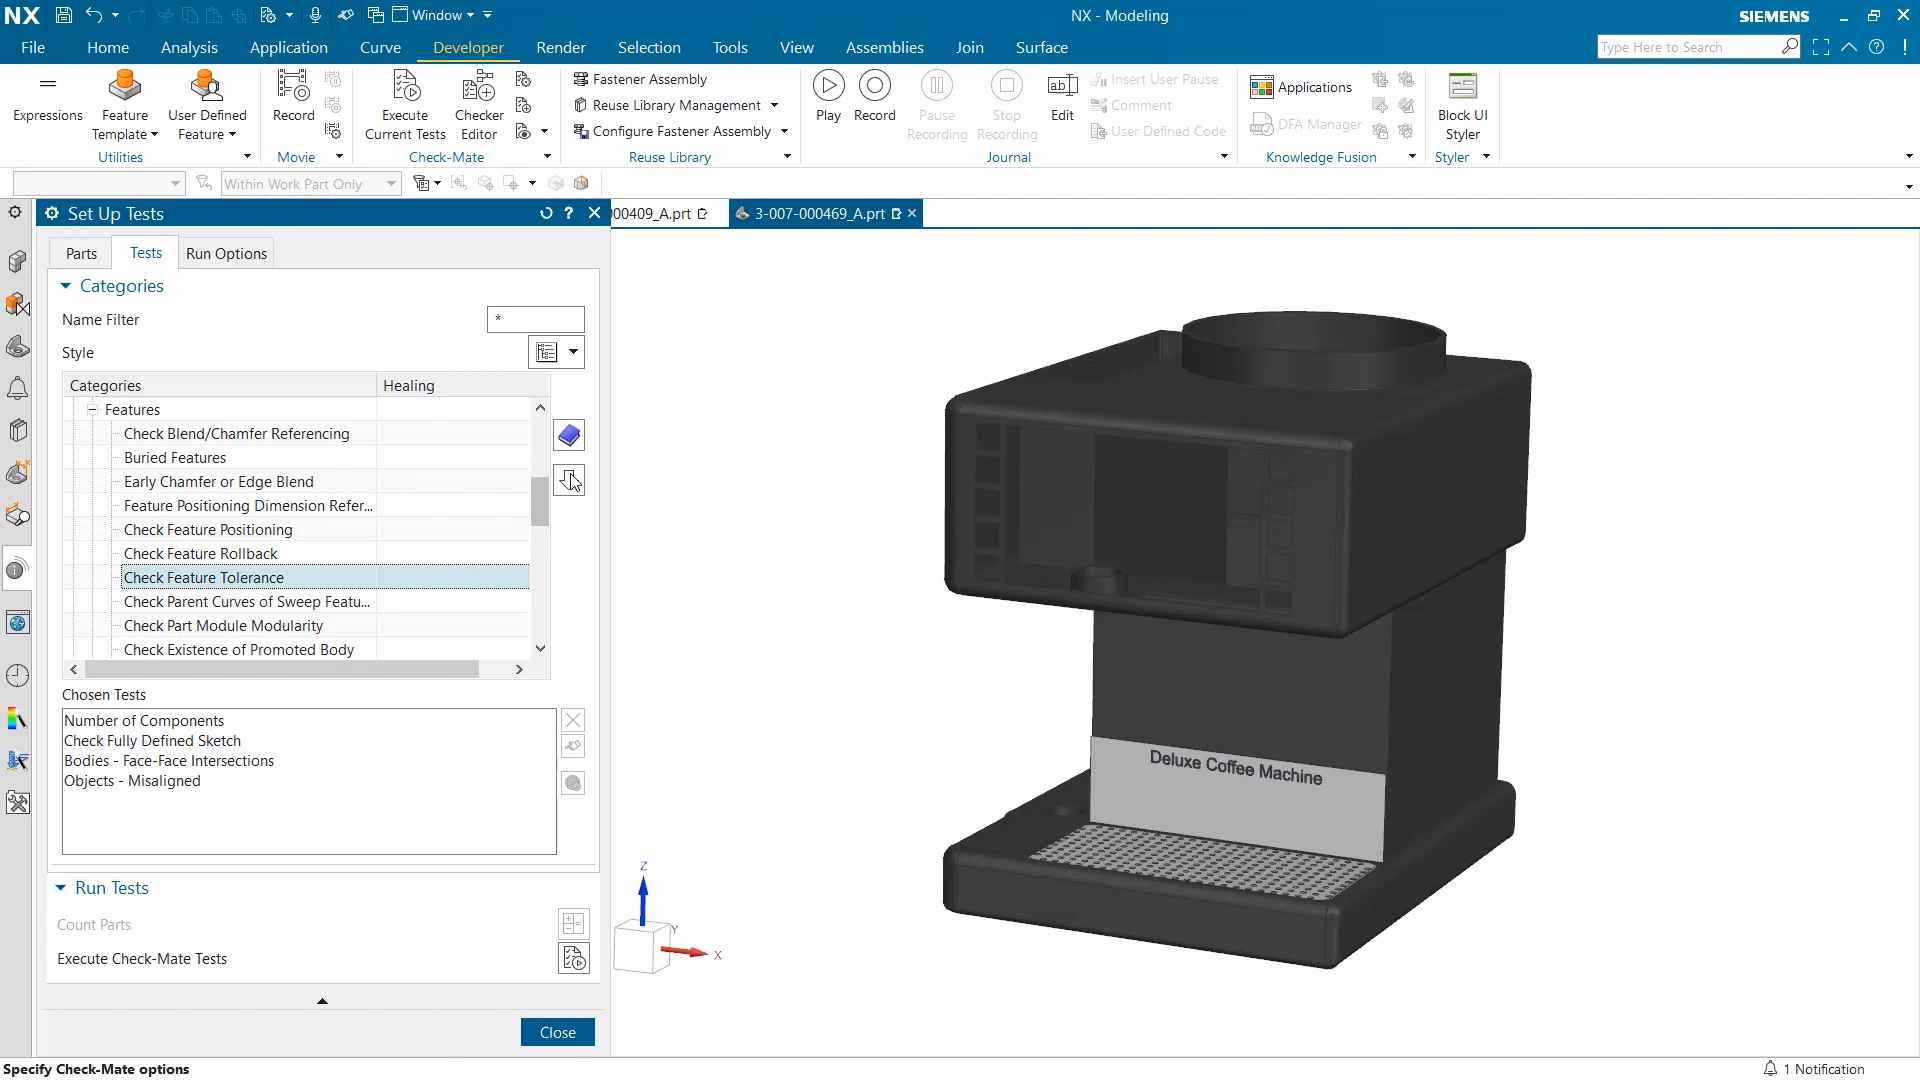 NX
Window
NX - Modeling
SIEMENS
File
Home
Analysis
Application
Curve
Developer
Render
Selection
Tools
View
Assemblies
Join
Surface
Type Here to Search
Expressions
Feature
Template
User Defined
Feature
Utilities
Record
Movie
Execute
Current Tests
Checker
Editor
Check-Mate
Fastener Assembly
Reuse Library Management
Configure Fastener Assembly
Reuse Library
Play
Record
Pause
Recording
Stop
Recording
Edit
Insert User Pause
Comment
User Defined Code
Journal
Applications
DFA Manager
Knowledge Fusion
Block UI
Styler
Styler
Within Work Part Only
Set Up Tests
000409_A.prt
3-007-000469_A.prt
Parts
Tests
Run Options
Categories
Name Filter
*
Style
Categories
Healing
Features
Check Blend/Chamfer Referencing
Buried Features
Early Chamfer or Edge Blend
Feature Positioning Dimension Refer...
Check Feature Positioning
Check Feature Rollback
Check Feature Tolerance
Check Parent Curves of Sweep Featu...
Check Part Module Modularity
Check Existence of Promoted Body
Chosen Tests
Number of Components
Check Fully Defined Sketch
Bodies - Face-Face Intersections
Objects - Misaligned
Run Tests
Count Parts
Execute Check-Mate Tests
Close
Deluxe Coffee Machine
Z
Y
X
Specify Check-Mate options
1 Notification